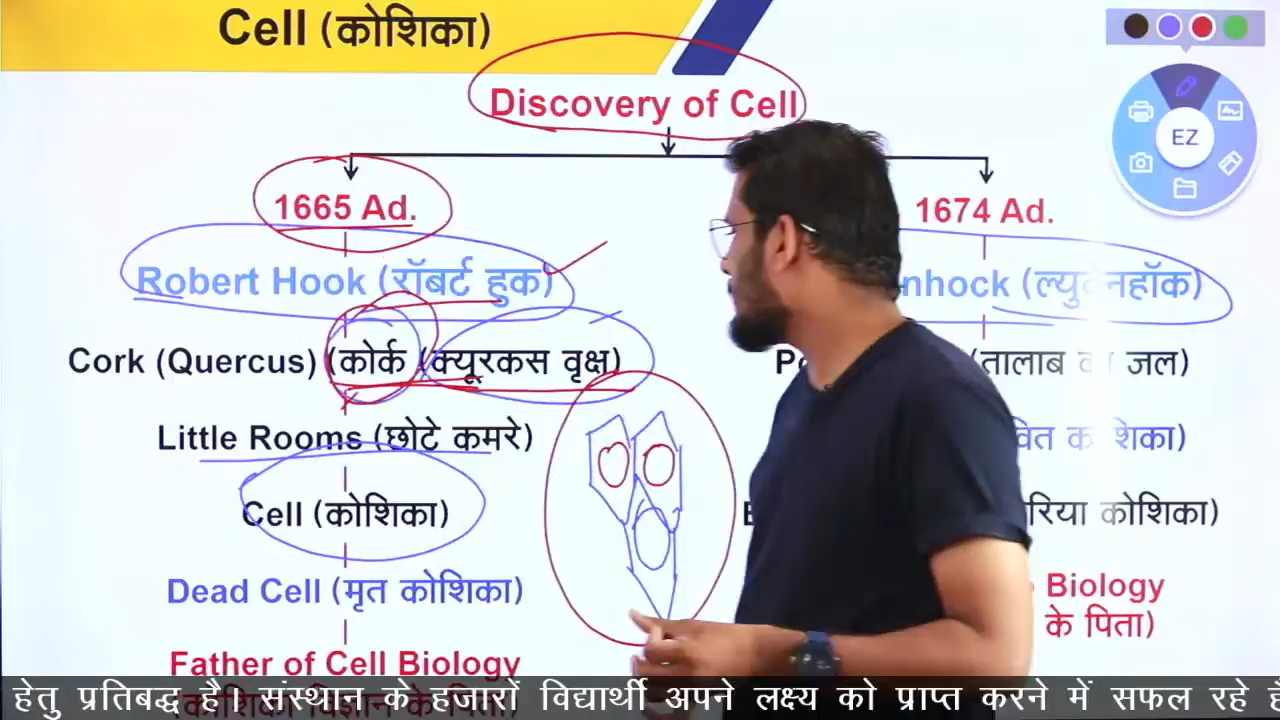 Cell (कोशिका)
Discovery of Cell
1665 Ad.
1674 Ad.
Robert Hook (रॉबर्ट हुक)
(ल्युवेनहॉक)
Cork (Quercus) (कोर्क (क्यूरकस वृक्ष)
(तालाब का जल)
Little Rooms (छोटे कमरे)
Cell (कोशिका)
Dead Cell (मृत कोशिका)
Biology
के पिता)
Father of Cell Biology
(कोशिका विज्ञान के पिता)
EZ
हेतु प्रतिबद्ध है। संस्थान के हजारों विद्यार्थी अपने लक्ष्य को प्राप्त करने में सफल रहे